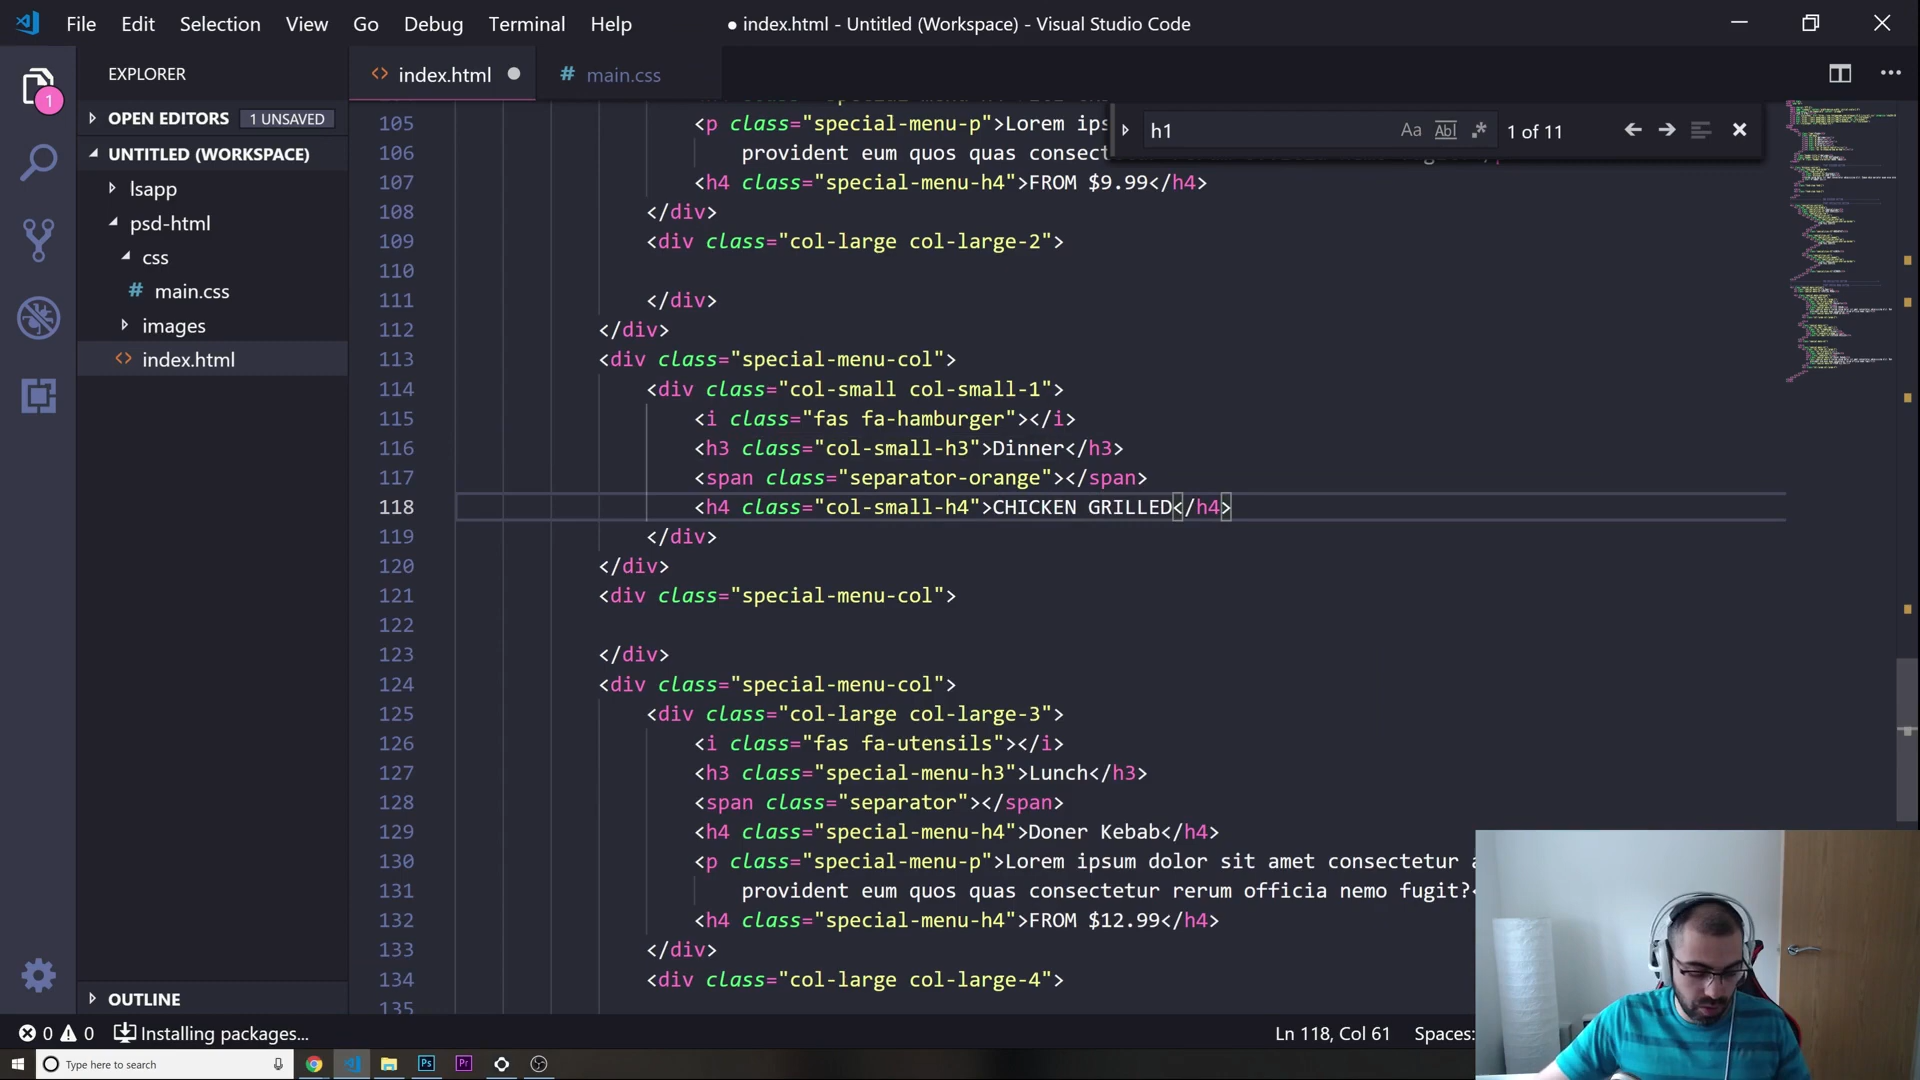 File Edit Selection View Go Debug Terminal Help
● index.html - Untitled (Workspace) - Visual Studio Code
EXPLORER
OPEN EDITORS 1 UNSAVED
UNTITLED (WORKSPACE)
lsapp
psd-html
css
# main.css
images
<> index.html
OUTLINE
1
<> index.html
# main.css
h1
Aa
Abl
.*
1 of 11
105 <p class="special-menu-p">Lorem ips
106 provident eum quos quas consect
107 <h4 class="special-menu-h4">FROM $9.99</h4>
108 </div>
109 <div class="col-large col-large-2">
110
111 </div>
112 </div>
113 <div class="special-menu-col">
114 <div class="col-small col-small-1">
115 <i class="fas fa-hamburger"></i>
116 <h3 class="col-small-h3">Dinner</h3>
117 <span class="separator-orange"></span>
118 <h4 class="col-small-h4">CHICKEN GRILLED</h4>
119 </div>
120 </div>
121 <div class="special-menu-col">
122
123 </div>
124 <div class="special-menu-col">
125 <div class="col-large col-large-3">
126 <i class="fas fa-utensils"></i>
127 <h3 class="special-menu-h3">Lunch</h3>
128 <span class="separator"></span>
129 <h4 class="special-menu-h4">Doner Kebab</h4>
130 <p class="special-menu-p">Lorem ipsum dolor sit amet consectetur a
131 provident eum quos quas consectetur rerum officia nemo fugit?<
132 <h4 class="special-menu-h4">FROM $12.99</h4>
133 </div>
134 <div class="col-large col-large-4">
135
0 0 Installing packages...
Ln 118, Col 61 Spaces:
Type here to search
Ps
Pr